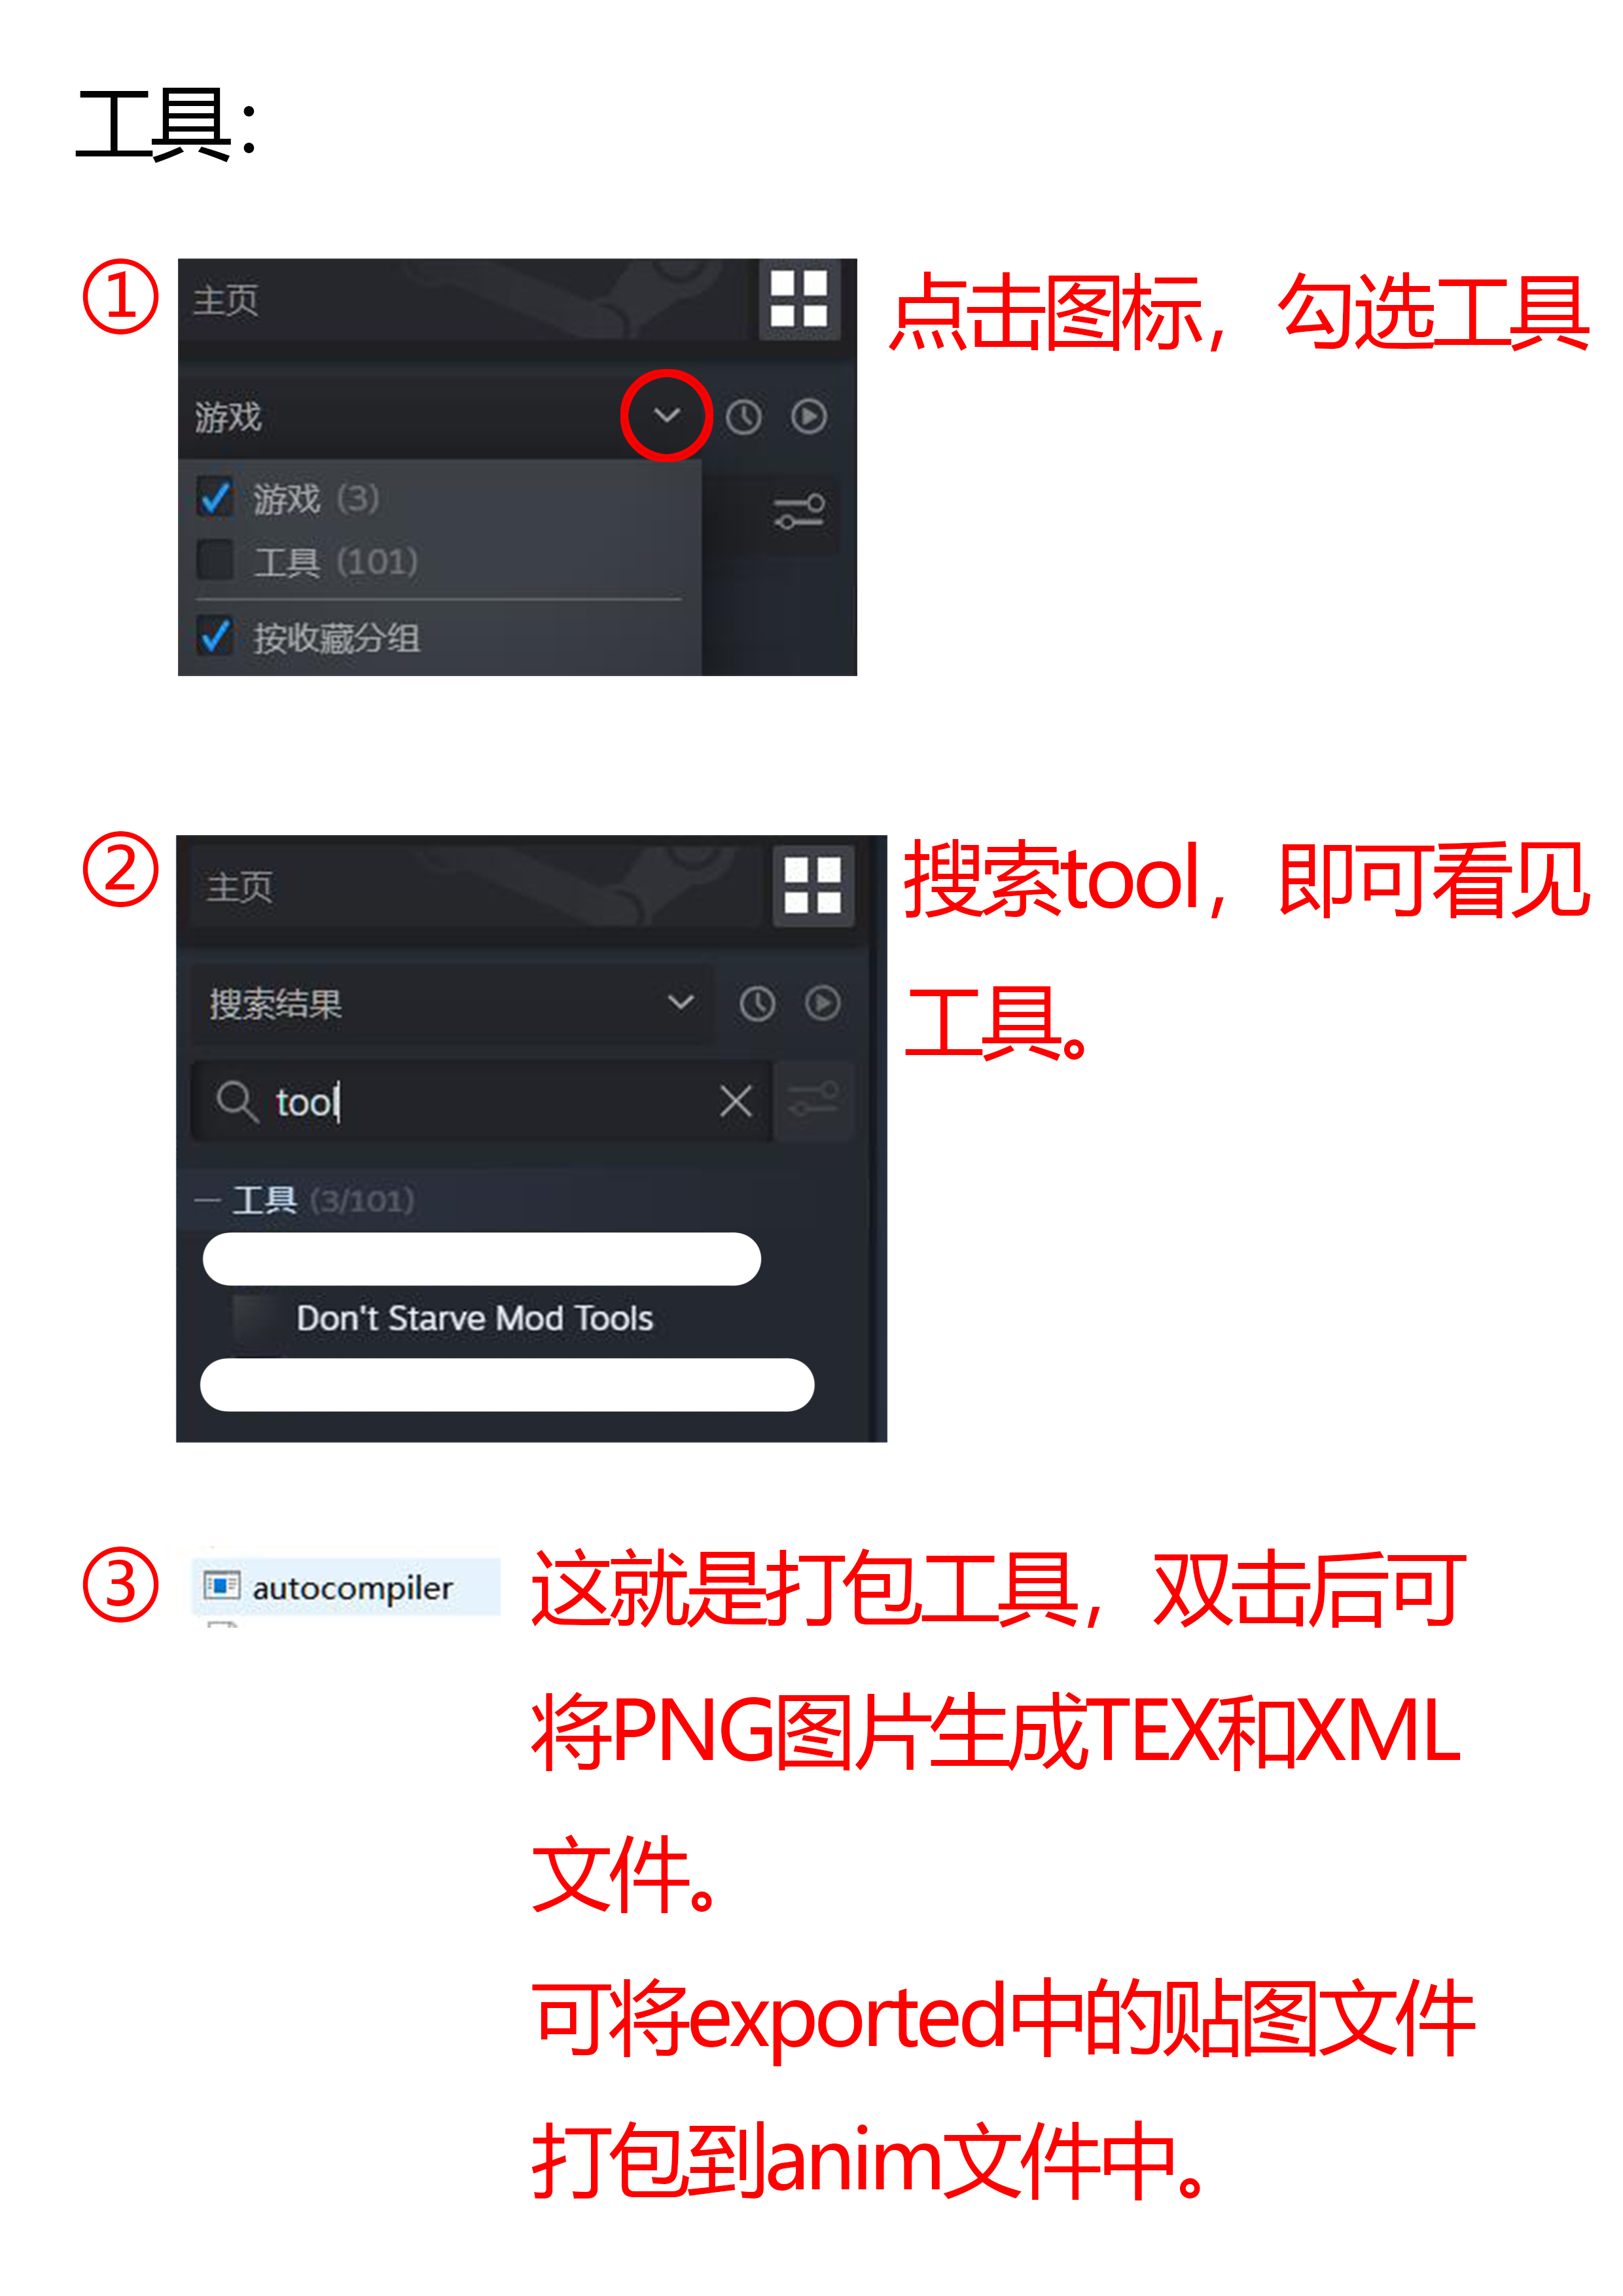 工具：
①
主页
游戏
游戏 (3)
工具 (101)
按收藏分组
点击图标，勾选工具
②
主页
搜索结果
tool
工具 (3/101)
Don't Starve Mod Tools
搜索tool，即可看见
工具。
③
autocompiler
这就是打包工具，双击后可
将PNG图片生成TEX和XML
文件。
可将exported中的贴图文件
打包到anim文件中。